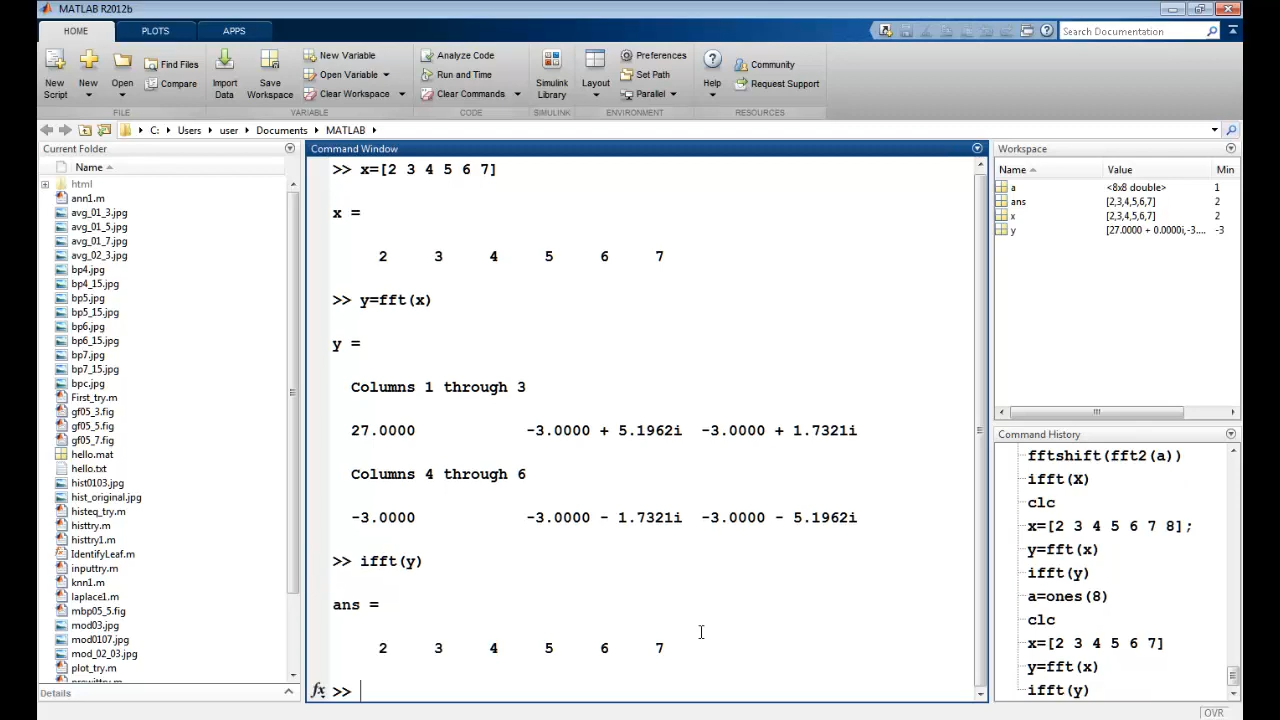 MATLAB R2012b
HOME PLOTS APPS
Search Documentation
New Script
New
Open
Find Files
Compare
Import Data
Save Workspace
New Variable
Open Variable
Clear Workspace
Analyze Code
Run and Time
Clear Commands
Simulink Library
Layout
Preferences
Set Path
Parallel
Help
Community
Request Support
FILE VARIABLE CODE SIMULINK ENVIRONMENT RESOURCES
C: Users user Documents MATLAB
Current Folder
Name
html
ann1.m
avg_01_3.jpg
avg_01_5.jpg
avg_01_7.jpg
avg_02_3.jpg
bp4.jpg
bp4_15.jpg
bp5.jpg
bp5_15.jpg
bp6.jpg
bp6_15.jpg
bp7.jpg
bp7_15.jpg
bpc.jpg
First_try.m
gf05_3.fig
gf05_5.fig
gf05_7.fig
hello.mat
hello.txt
hist0103.jpg
hist_original.jpg
histeq_try.m
histtry.m
histtry1.m
IdentifyLeaf.m
inputtry.m
knn1.m
laplace1.m
mbp05_5.fig
mod03.jpg
mod0107.jpg
mod_02_03.jpg
plot_try.m
Details
Command Window
>> x=[2 3 4 5 6 7]
x =
2 3 4 5 6 7
>> y=fft(x)
y =
Columns 1 through 3
27.0000 -3.0000 + 5.1962i -3.0000 + 1.7321i
Columns 4 through 6
-3.0000 -3.0000 - 1.7321i -3.0000 - 5.1962i
>> ifft(y)
ans =
2 3 4 5 6 7
fx >>
Workspace
Name Value Min
a <8x8 double> 1
ans [2,3,4,5,6,7] 2
x [2,3,4,5,6,7] 2
y [27.0000 + 0.0000i,-3.... -3
Command History
fftshift(fft2(a))
ifft(X)
clc
x=[2 3 4 5 6 7 8];
y=fft(x)
ifft(y)
a=ones(8)
clc
x=[2 3 4 5 6 7]
y=fft(x)
ifft(y)
OVR